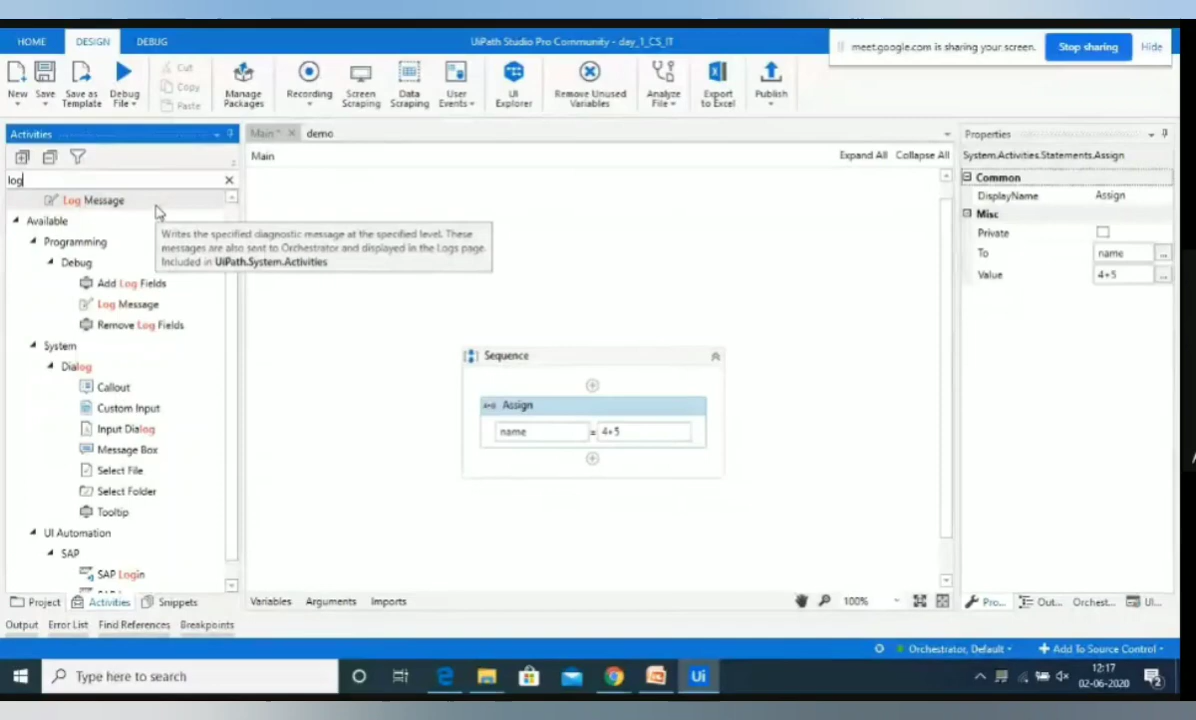 HOME DESIGN DEBUG
UiPath Studio Pro Community - day_1_CS_IT
meet.google.com is sharing your screen. Stop sharing Hide
New Save Save as Template Debug File
Cut
Copy
Paste
Manage Packages
Recording
Screen Scraping
Data Scraping
User Events
UI Explorer
Remove Unused Variables
Analyze File
Export to Excel
Publish
Activities
log
Log Message
Available
Programming
Debug
Add Log Fields
Log Message
Remove Log Fields
System
Dialog
Callout
Custom Input
Input Dialog
Message Box
Select File
Select Folder
Tooltip
UI Automation
SAP
SAP Login
Project Activities Snippets
Writes the specified diagnostic message at the specified level. These
messages are also sent to Orchestrator and displayed in the Logs page.
Included in UiPath.System.Activities
Main* demo
Main Expand All Collapse All
Sequence
Assign
name = 4+5
Variables Arguments Imports 100%
Properties
System.Activities.Statements.Assign
Common
DisplayName Assign
Misc
Private
To name ...
Value 4+5 ...
Pro... Out... Orchest... UI...
Output Error List Find References Breakpoints
Orchestrator, Default Add To Source Control
Type here to search
Ui
12:17
02-06-2020
2